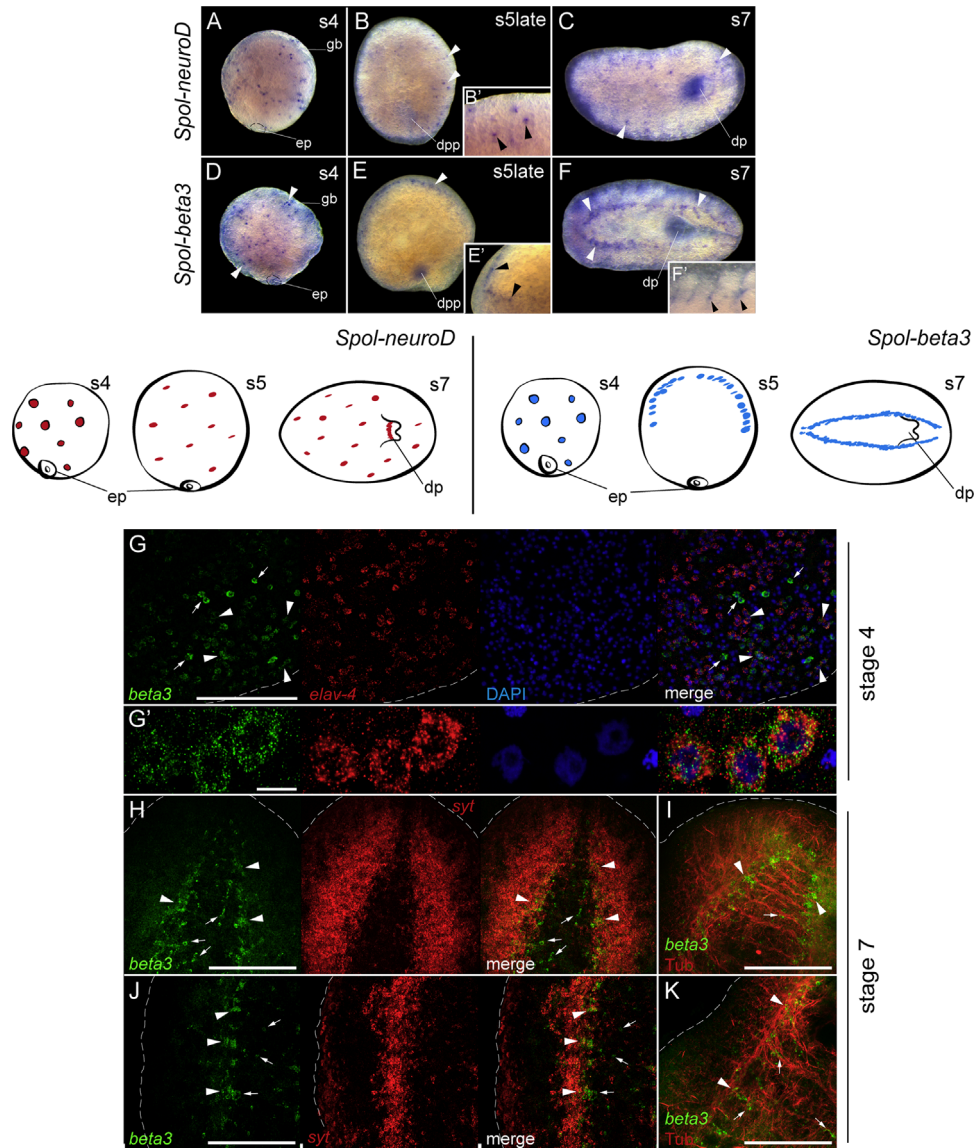 Spol-neuroD
A
s4
gb
ep
B
s5late
dpp
B'
C
s7
dp
Spol-beta3
D
s4
gb
ep
E
s5late
dpp
E'
F
s7
dp
F'
Spol-neuroD
s4
s5
s7
ep
dp
Spol-beta3
s4
s5
s7
ep
dp
G
beta3
elav-4
DAPI
merge
stage 4
G'
H
beta3
syt
merge
I
beta3
Tub
stage 7
J
beta3
syt
merge
K
beta3
Tub